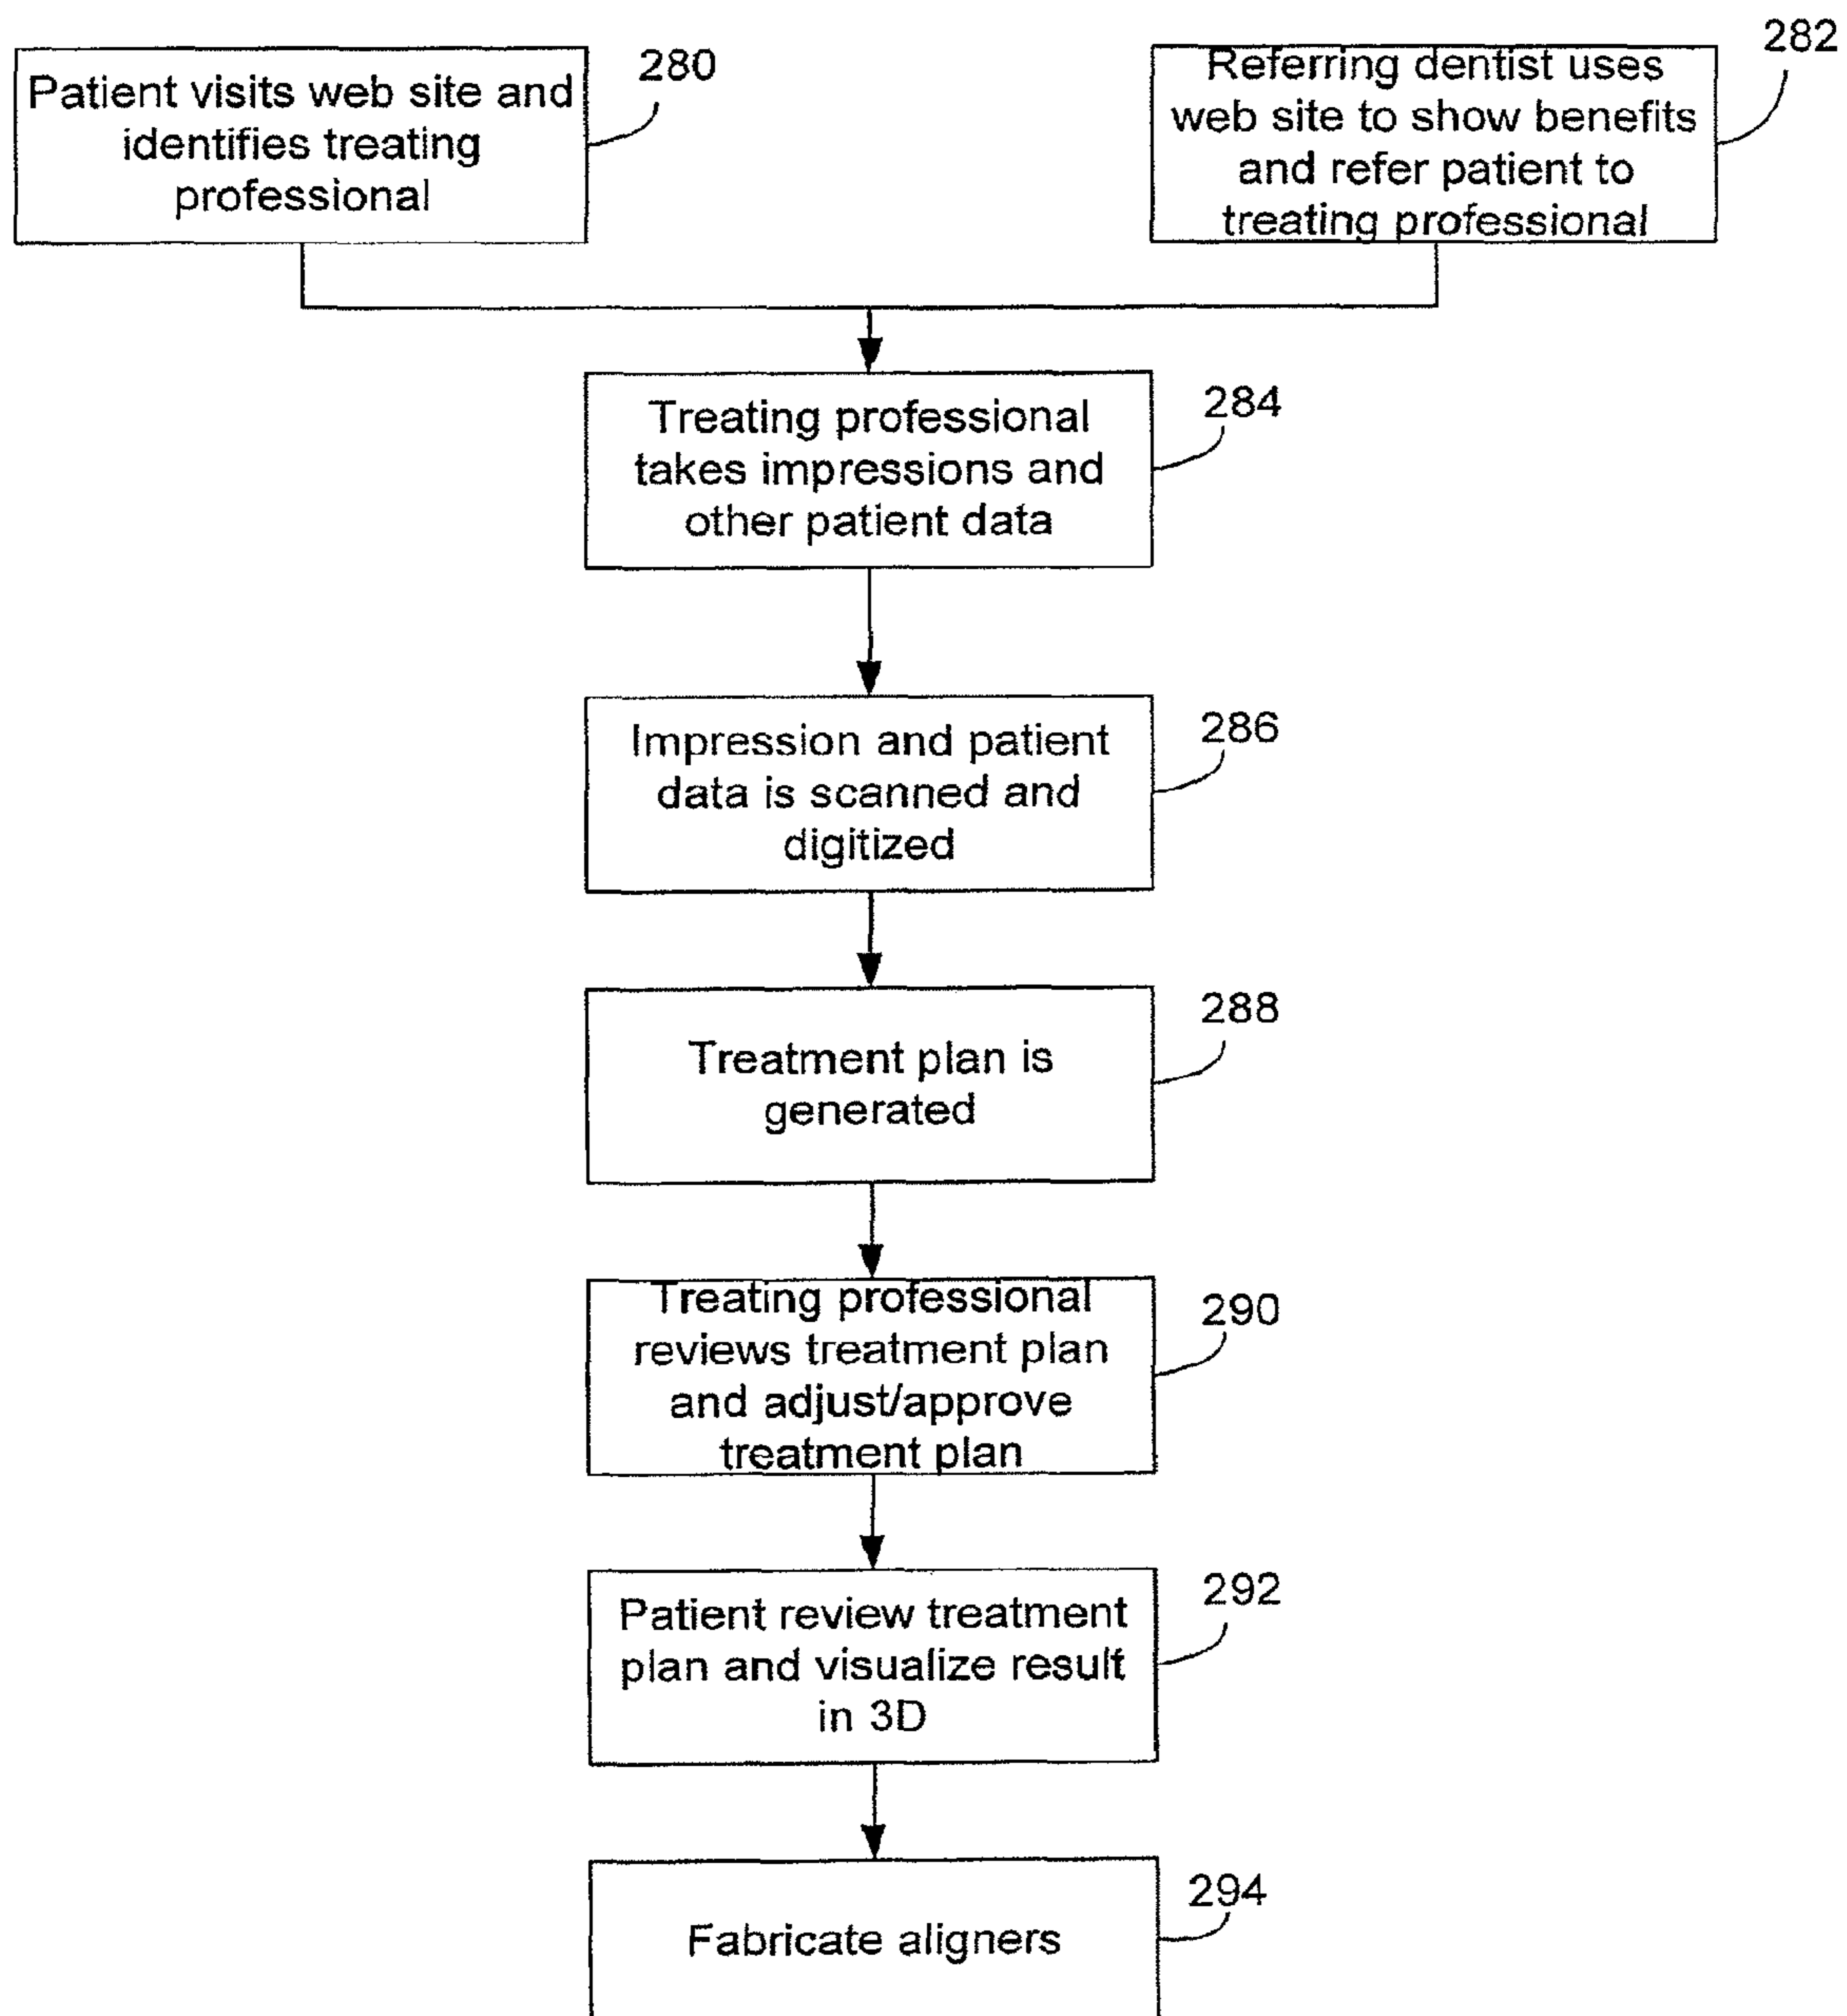 Patient visits web site and
identifies treating
professional
280
Referring dentist uses
web site to show benefits
and refer patient to
treating professional
282
Treating professional
takes impressions and
other patient data
284
Impression and patient
data is scanned and
digitized
286
Treatment plan is
generated
288
Treating professional
reviews treatment plan
and adjust/approve
treatment plan
290
Patient review treatment
plan and visualize result
in 3D
292
Fabricate aligners
294